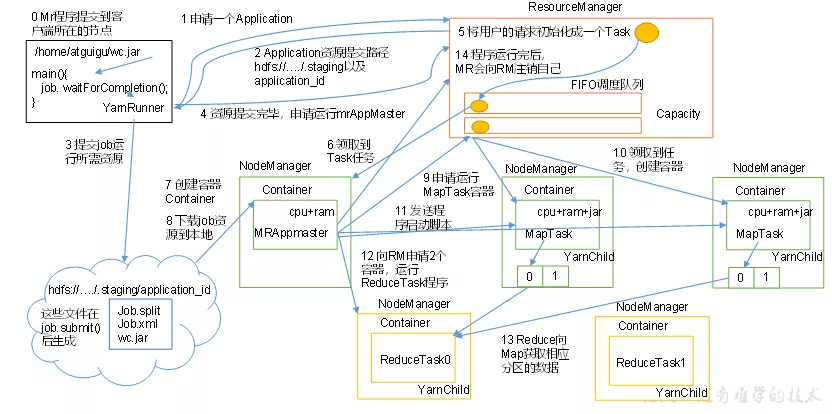 0 Mr程序提交到客
户端所在的节点
/home/atguigu/wc.jar
main(){
job. waitForCompletion();
}
YarnRunner
1 申请一个Application
2 Application资源提交路径
hdfs://…./.staging以及
application_id
4 资源提交完毕，申请运行mrAppMaster
ResourceManager
5 将用户的请求初始化成一个Task
14 程序运行完后，
MR会向RM注销自己
FIFO调度队列
Capacity
3 提交job运
行所需资源
6 领取到
Task任务
7 创建容器
Container
8 下载job资
源到本地
NodeManager
Container
cpu+ram
MRAppmaster
9 申请运行
MapTask容器
10 领取到任
务，创建容器
11 发送程
序启动脚本
NodeManager
Container
cpu+ram+jar
MapTask
YarnChild
0 1
NodeManager
Container
cpu+ram+jar
MapTask
YarnChild
0 1
12 向RM申请2个
容器，运行
ReduceTask程序
hdfs://…./.staging/application_id
这些文件在
job.submit()
后生成
Job.split
Job.xml
wc.jar
NodeManager
Container
ReduceTask0
YarnChild
13 Reduce向
Map获取相应
分区的数据
NodeManager
Container
ReduceTask1
YarnChild
有难学的技术